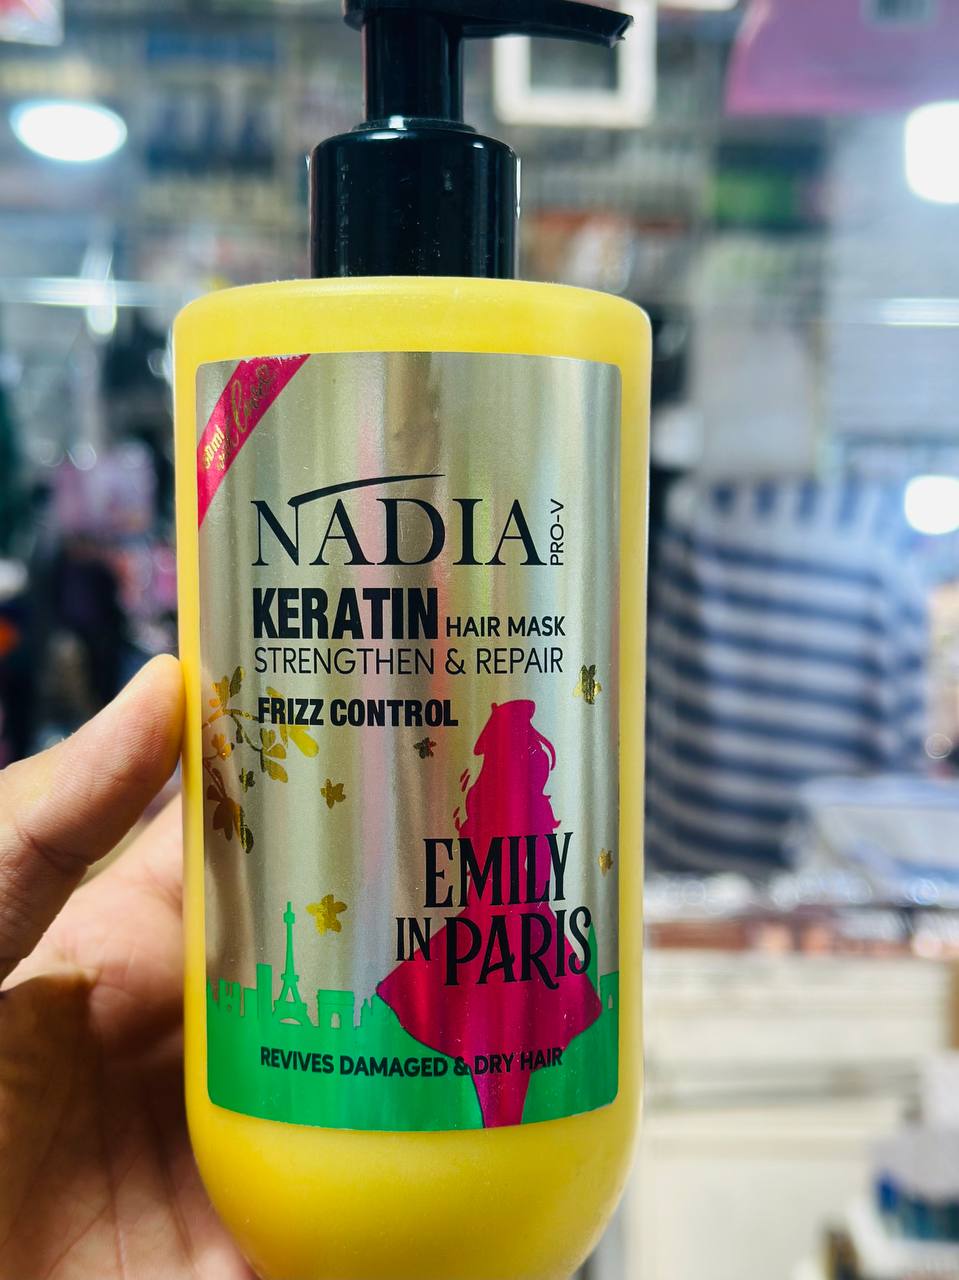 NADIA PRO-V
KERATIN HAIR MASK
STRENGTHEN & REPAIR
FRIZZ CONTROL
EMILY
IN PARIS
REVIVES DAMAGED & DRY HAIR